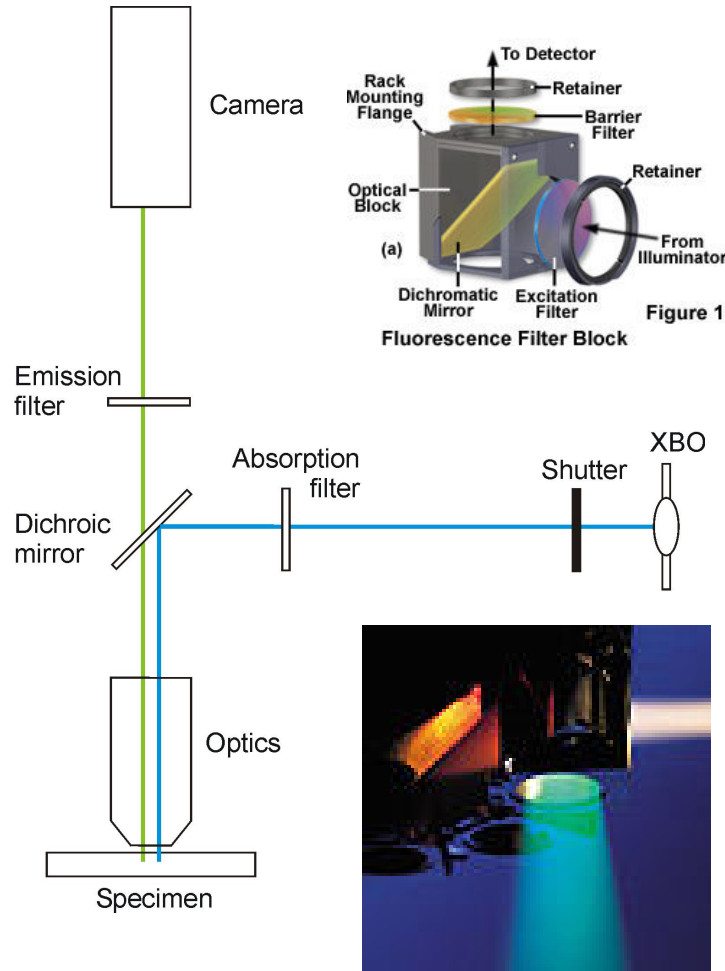 Camera
To Detector
Rack
Mounting
Flange
Retainer
Barrier
Filter
Retainer
Optical
Block
(a)
From
Illuminator
Dichromatic
Mirror
Excitation
Filter
Figure 1
Fluorescence Filter Block
Emission
filter
Absorption
filter
Shutter
XBO
Dichroic
mirror
Optics
Specimen